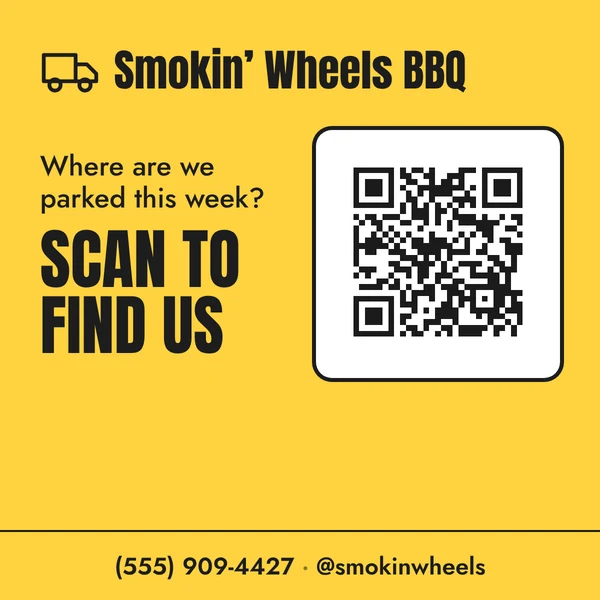 Smokin’ Wheels BBQ
Where are we
parked this week?
SCAN TO
FIND US
(555) 909-4427 · @smokinwheels